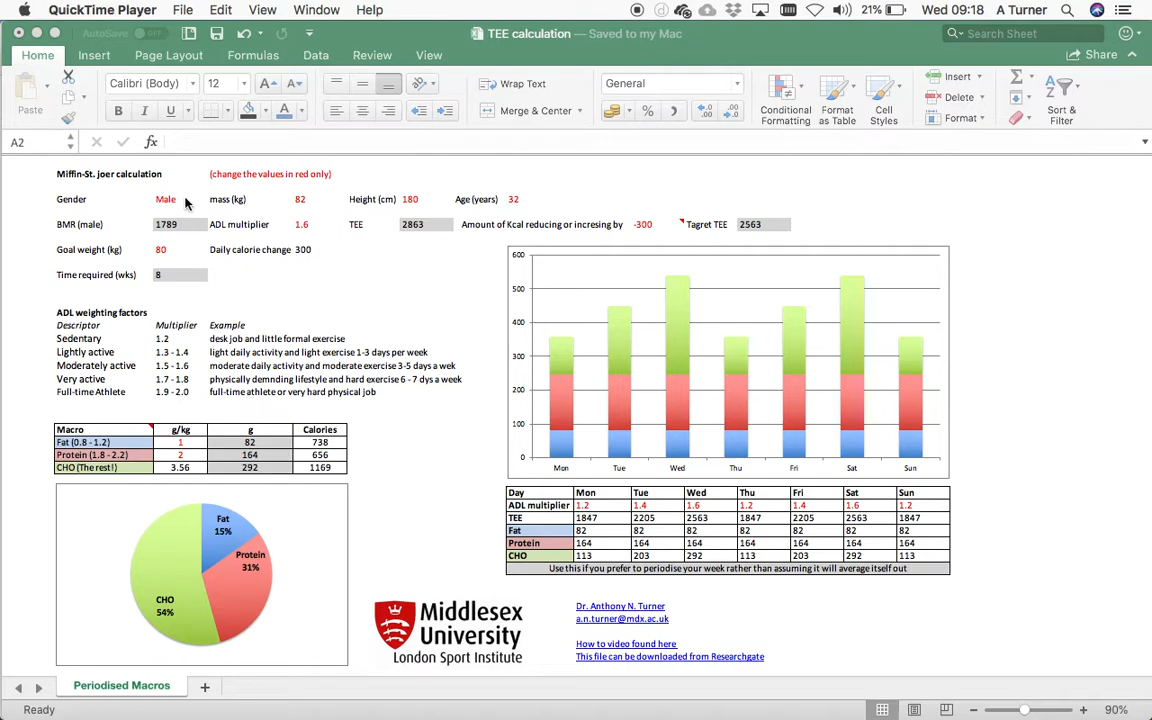 QuickTime Player File Edit View Window Help 21% Wed 09:18 A Turner
AutoSave OFF TEE calculation — Saved to my Mac Search Sheet
Home Insert Page Layout Formulas Data Review View Share
Paste Calibri (Body) 12 A A Wrap Text General Conditional Formatting Format as Table Cell Styles Insert Sort & Filter
B I U A Merge & Center % Delete
Format
A2 fx
Miffin-St. joer calculation (change the values in red only)
Gender Male mass (kg) 82 Height (cm) 180 Age (years) 32
BMR (male) 1789 ADL multiplier 1.6 TEE 2863 Amount of Kcal reducing or incresing by -300 Tagret TEE 2563
Goal weight (kg) 80 Daily calorie change 300
Time required (wks) 8
ADL weighting factors
Descriptor Multiplier Example
Sedentary 1.2 desk job and little formal exercise
Lightly active 1.3 - 1.4 light daily activity and light exercise 1-3 days per week
Moderately active 1.5 - 1.6 moderate daily activity and moderate exercise 3-5 days a wek
Very active 1.7 - 1.8 physically demnding lifestyle and hard exercise 6 - 7 dys a week
Full-time Athlete 1.9 - 2.0 full-time athlete or very hard physical job
Macro g/kg g Calories
Fat (0.8 - 1.2) 1 82 738
Protein (1.8 - 2.2) 2 164 656
CHO (The rest!) 3.56 292 1169
Fat
15%
Protein
31%
CHO
54%
600
500
400
300
200
100
0
Mon Tue Wed Thu Fri Sat Sun
Day Mon Tue Wed Thu Fri Sat Sun
ADL multiplier 1.2 1.4 1.6 1.2 1.4 1.6 1.2
TEE 1847 2205 2563 1847 2205 2563 1847
Fat 82 82 82 82 82 82 82
Protein 164 164 164 164 164 164 164
CHO 113 203 292 113 203 292 113
Use this if you prefer to periodise your week rather than assuming it will average itself out
Middlesex
University
London Sport Institute
Dr. Anthony N. Turner
a.n.turner@mdx.ac.uk
How to video found here
This file can be downloaded from Researchgate
Periodised Macros
Ready 90%